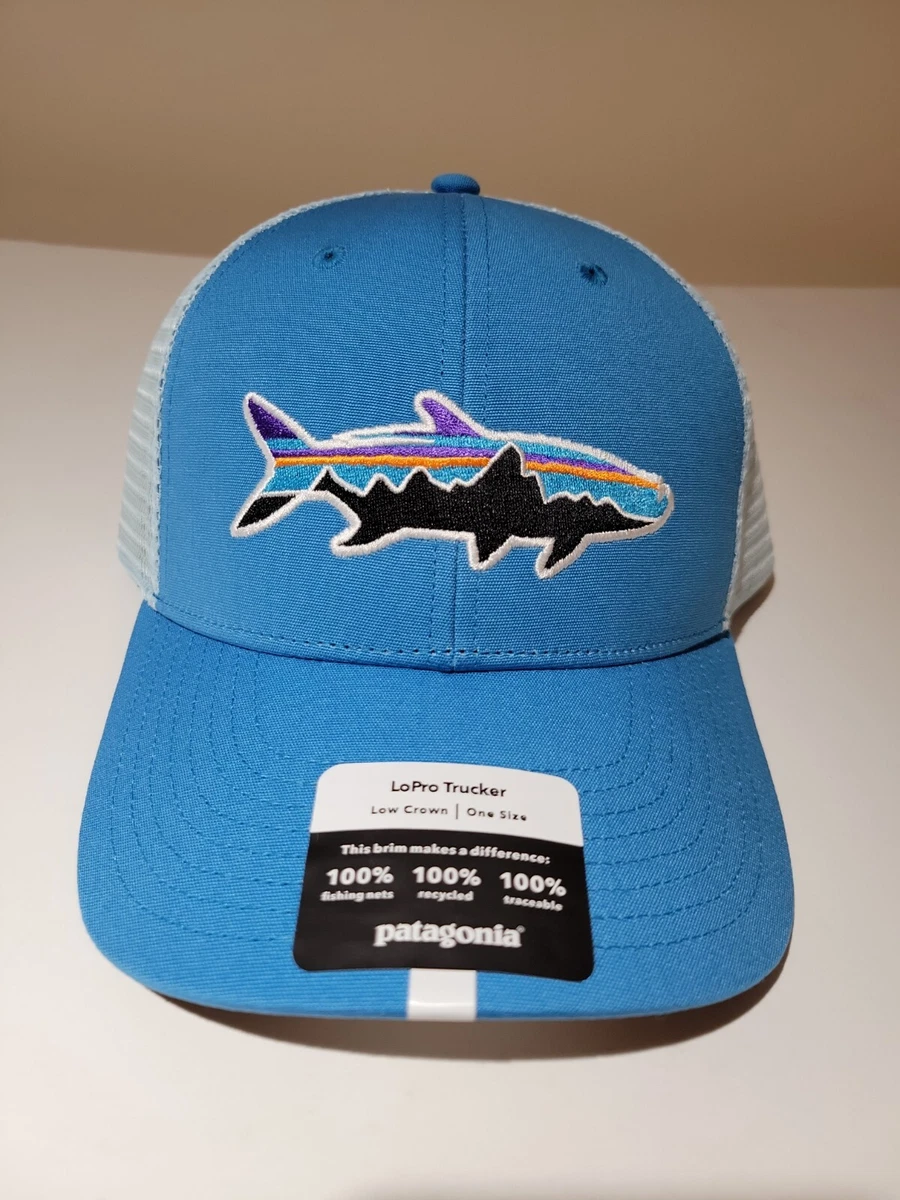 LoPro Trucker
Low Crown | One Size
This brim makes a difference:
100% 100% 100%
fishing nets recycled traceable
patagonia®